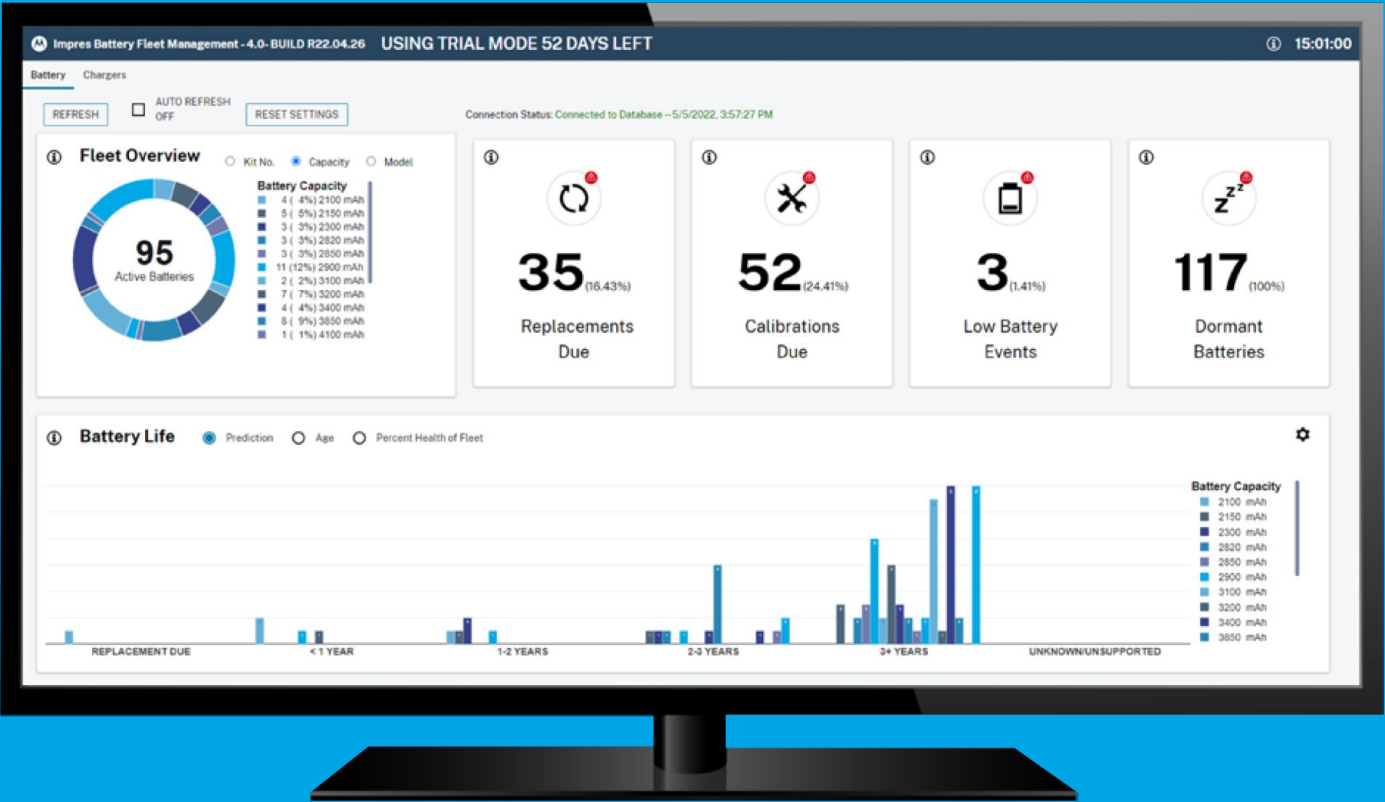 Impres Battery Fleet Management - 4.0- BUILD R22.04.26 USING TRIAL MODE 52 DAYS LEFT 15:01:00
Battery Chargers
REFRESH
AUTO REFRESH
OFF
RESET SETTINGS
Connection Status: Connected to Database -- 5/5/2022, 3:57:27 PM
Fleet Overview
Kit No. Capacity Model
95
Active Batteries
Battery Capacity
4 ( 4%) 2100 mAh
5 ( 5%) 2150 mAh
3 ( 3%) 2300 mAh
3 ( 3%) 2820 mAh
3 ( 3%) 2850 mAh
11 (12%) 2900 mAh
2 ( 2%) 3100 mAh
7 ( 7%) 3200 mAh
4 ( 4%) 3400 mAh
8 ( 9%) 3850 mAh
1 ( 1%) 4100 mAh
35 (16.43%)
Replacements
Due
52 (24.41%)
Calibrations
Due
3 (1.41%)
Low Battery
Events
zzz
117 (100%)
Dormant
Batteries
Battery Life
Prediction Age Percent Health of Fleet
REPLACEMENT DUE
< 1 YEAR
1-2 YEARS
2-3 YEARS
3+ YEARS
UNKNOWN/UNSUPPORTED
Battery Capacity
2100 mAh
2150 mAh
2300 mAh
2820 mAh
2850 mAh
2900 mAh
3100 mAh
3200 mAh
3400 mAh
3850 mAh